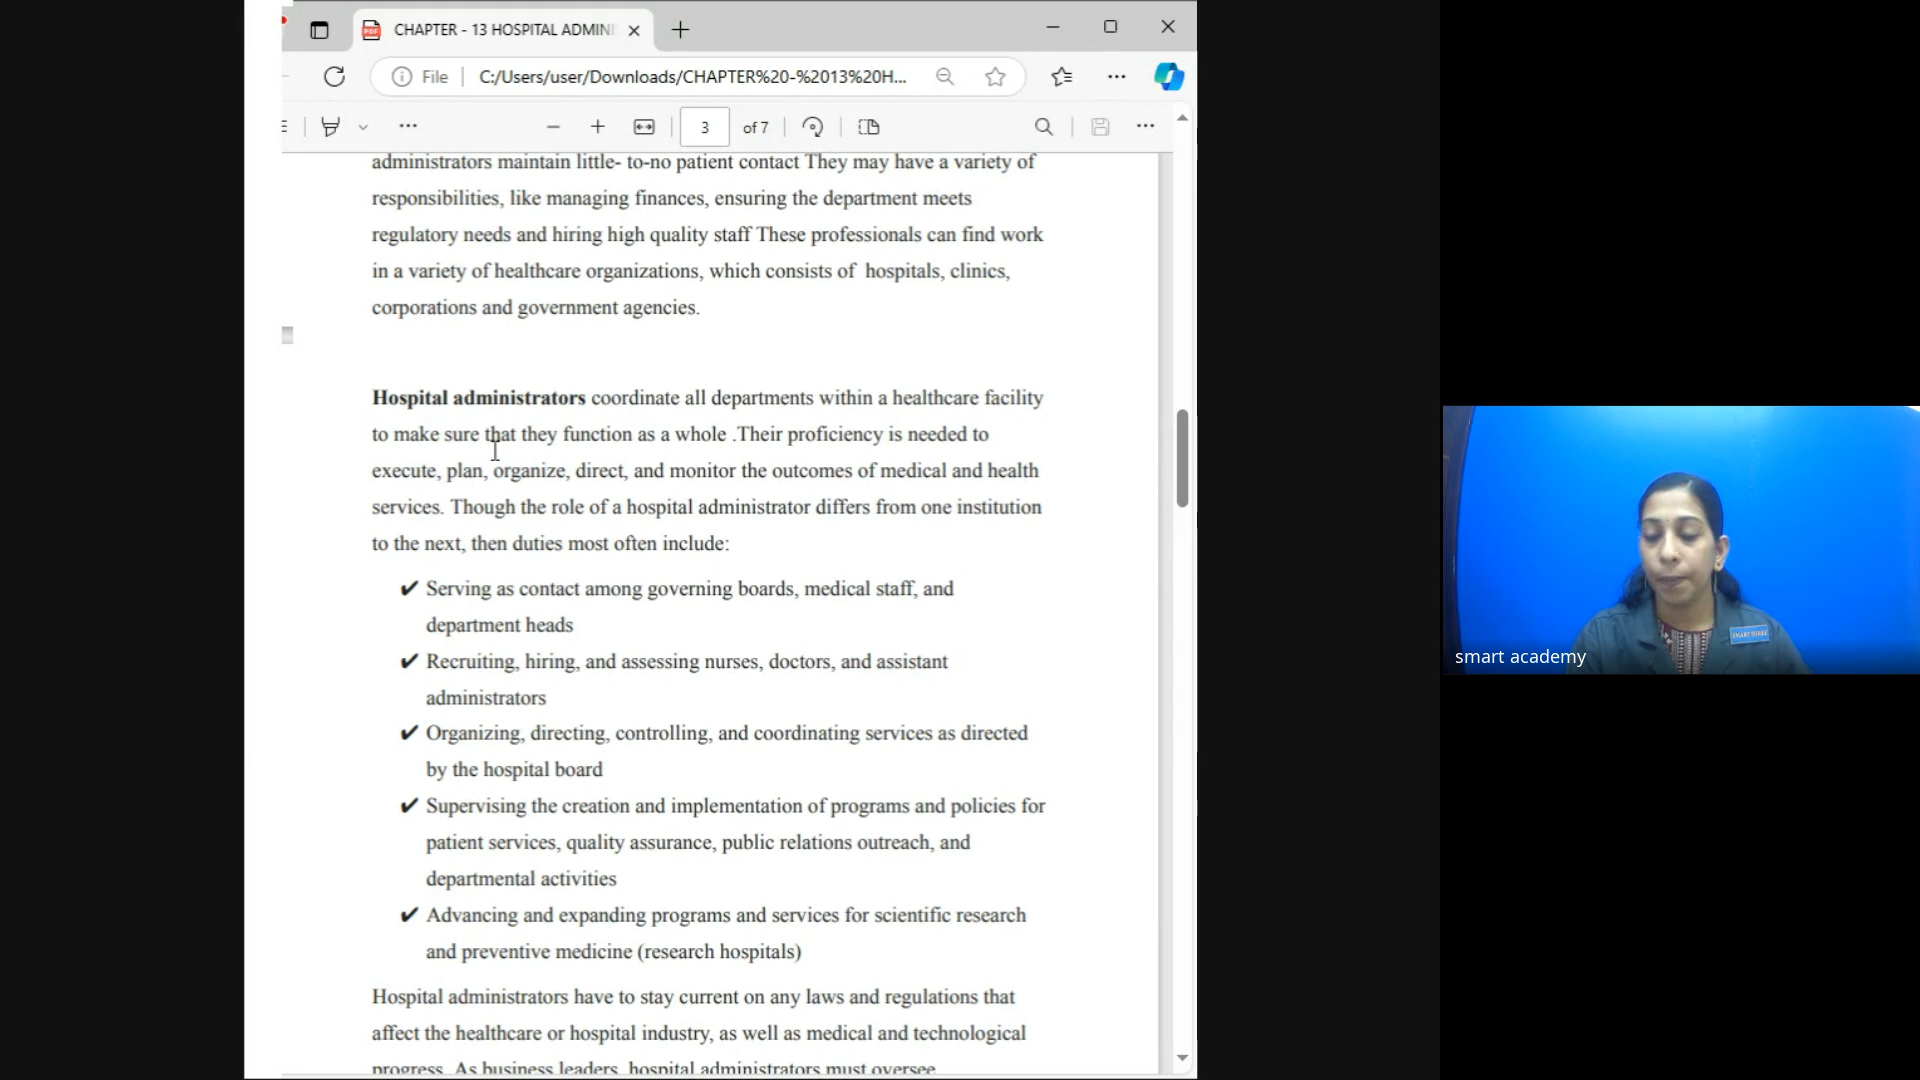 CHAPTER - 13 HOSPITAL ADMIN
File
C:/Users/user/Downloads/CHAPTER%20-%2013%20H...
3 of 7
administrators maintain little- to-no patient contact They may have a variety of
responsibilities, like managing finances, ensuring the department meets
regulatory needs and hiring high quality staff These professionals can find work
in a variety of healthcare organizations, which consists of hospitals, clinics,
corporations and government agencies.
Hospital administrators coordinate all departments within a healthcare facility
to make sure that they function as a whole .Their proficiency is needed to
execute, plan, organize, direct, and monitor the outcomes of medical and health
services. Though the role of a hospital administrator differs from one institution
to the next, then duties most often include:
✔ Serving as contact among governing boards, medical staff, and
department heads
✔ Recruiting, hiring, and assessing nurses, doctors, and assistant
administrators
✔ Organizing, directing, controlling, and coordinating services as directed
by the hospital board
✔ Supervising the creation and implementation of programs and policies for
patient services, quality assurance, public relations outreach, and
departmental activities
✔ Advancing and expanding programs and services for scientific research
and preventive medicine (research hospitals)
Hospital administrators have to stay current on any laws and regulations that
affect the healthcare or hospital industry, as well as medical and technological
progress. As business leaders, hospital administrators must oversee
smart academy